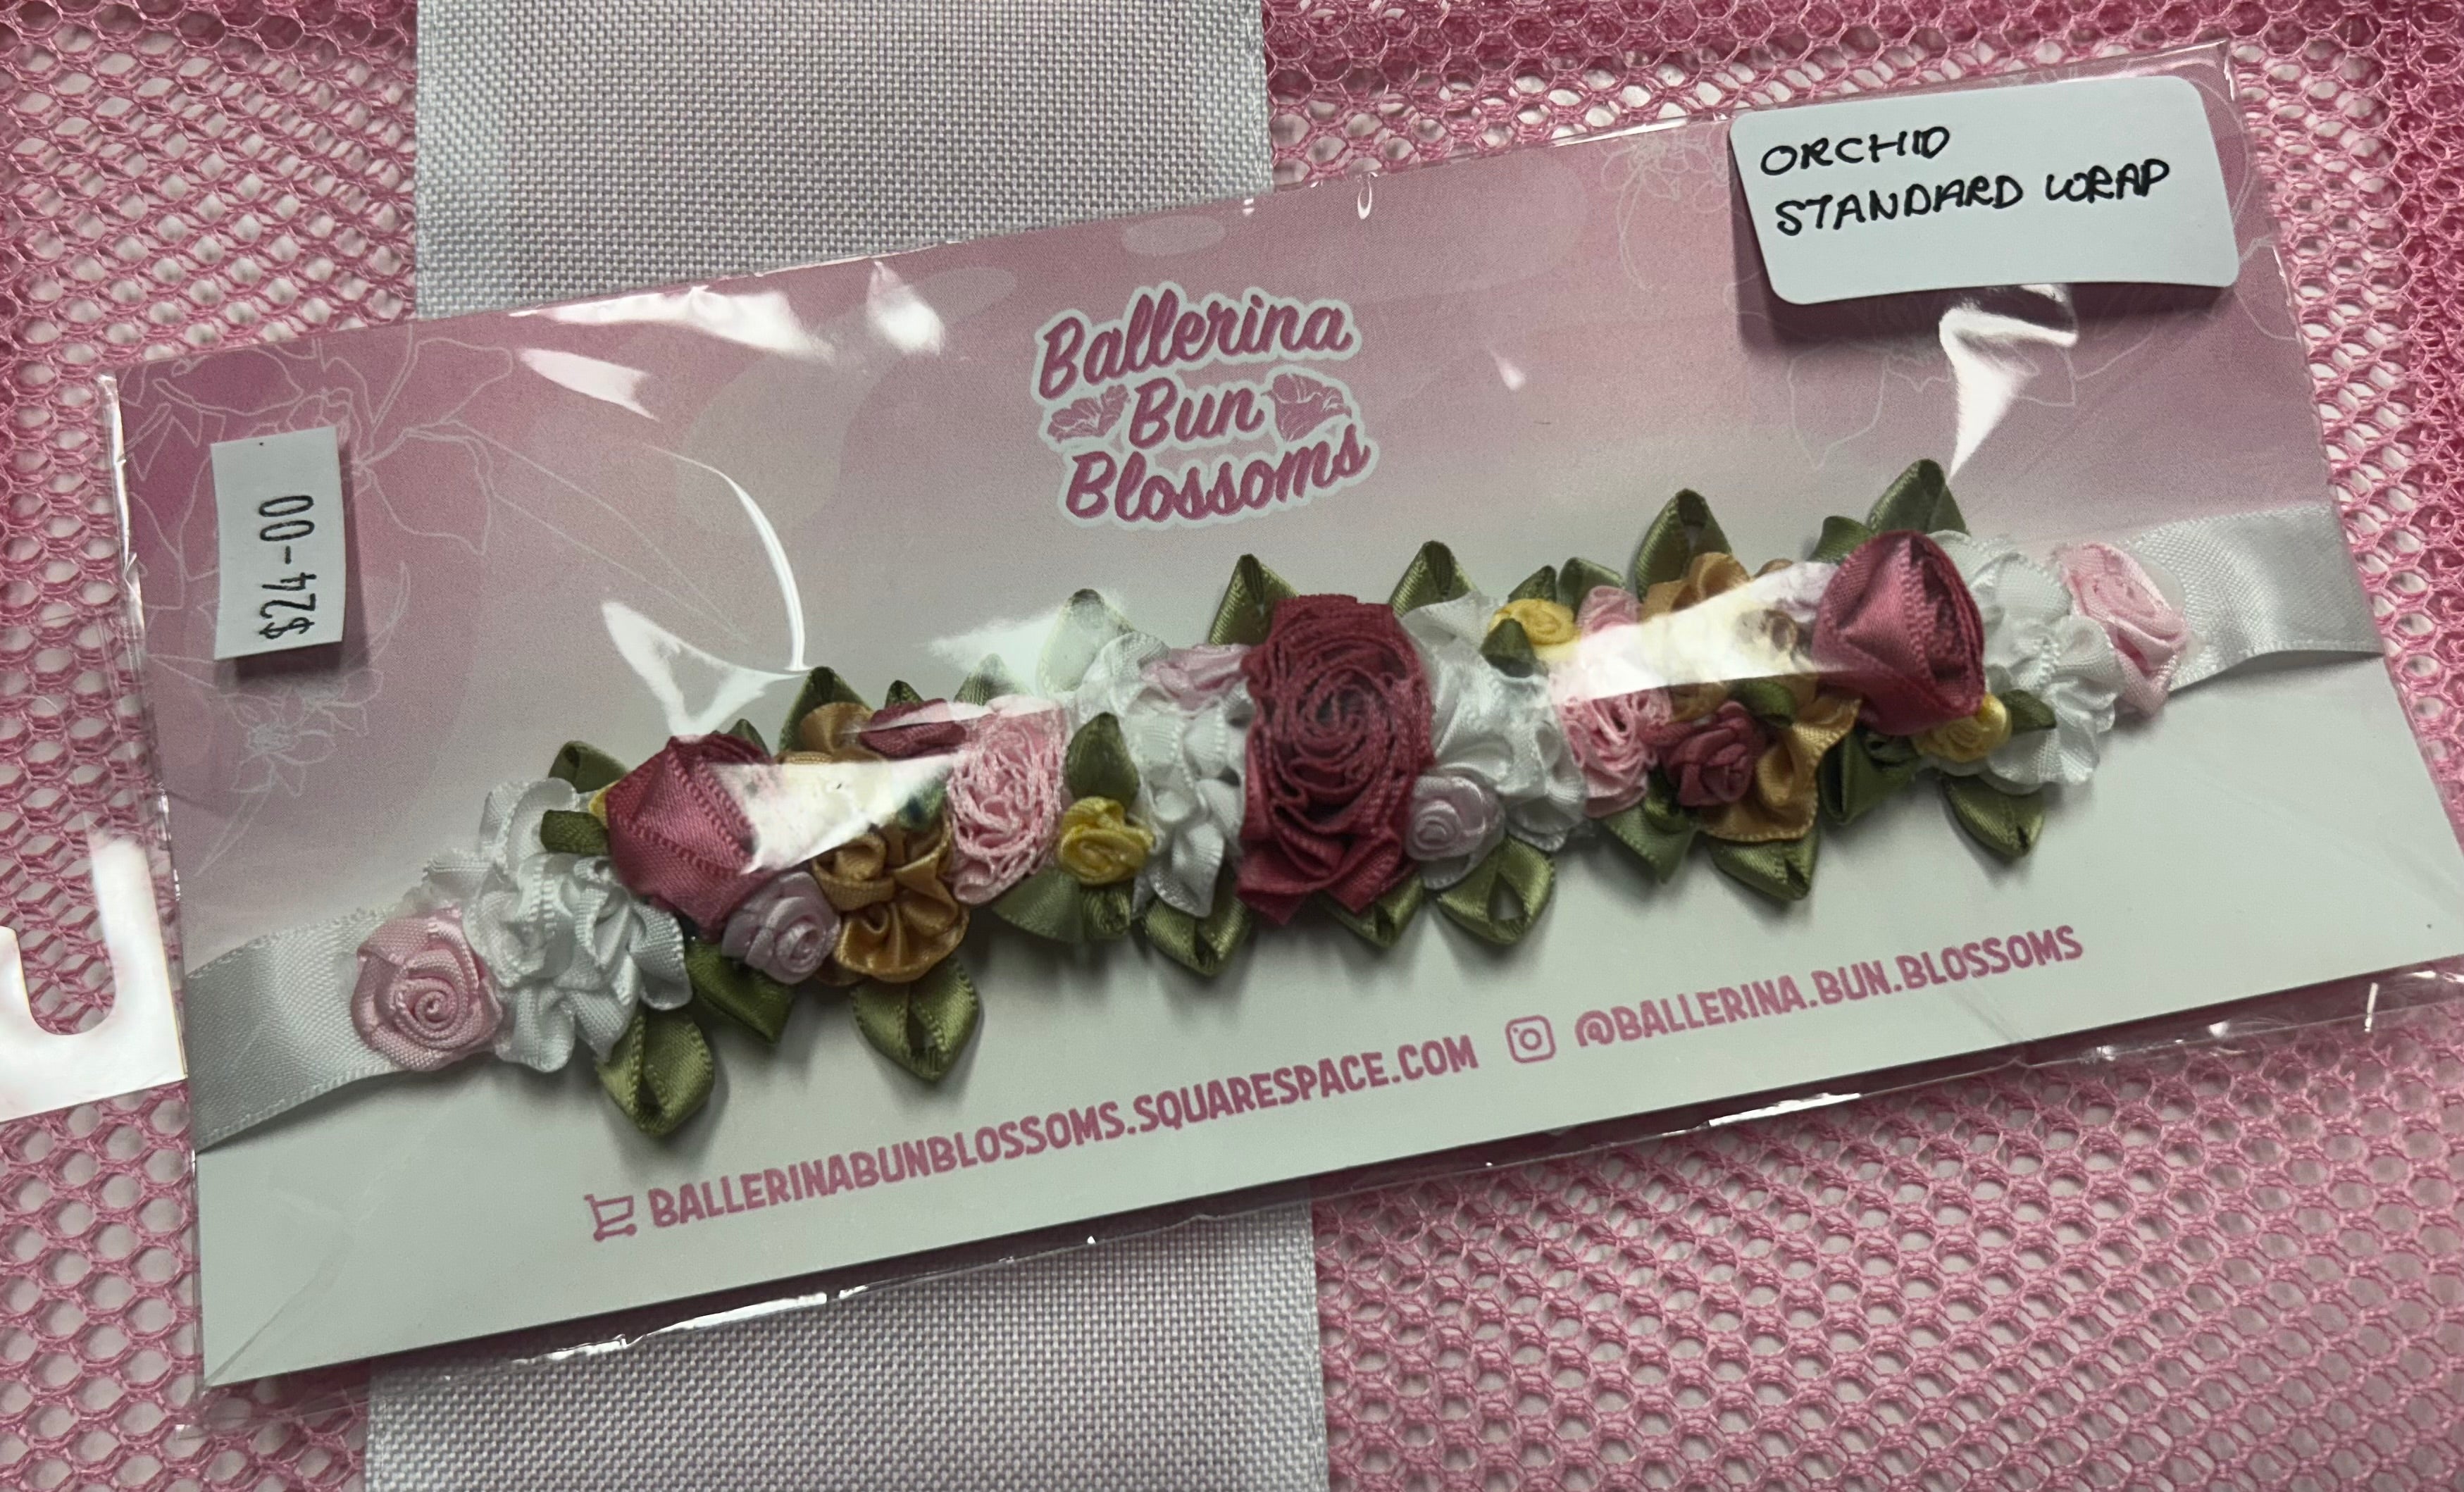 ORCHID
STANDARD WRAP
Ballerina
Bun
Blossoms
$24-00
BALLERINABUNBLOSSOMS.SQUARESPACE.COM @BALLERINA.BUN.BLOSSOMS